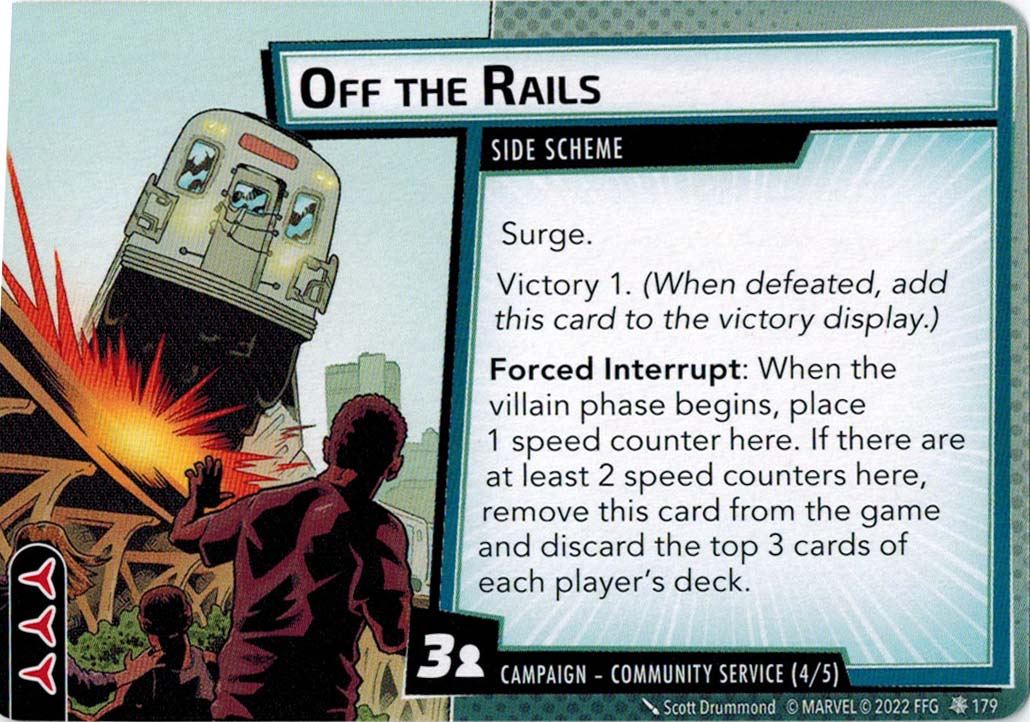 OFF THE RAILS
SIDE SCHEME
Surge.
Victory 1. (When defeated, add
this card to the victory display.)
Forced Interrupt: When the
villain phase begins, place
1 speed counter here. If there are
at least 2 speed counters here,
remove this card from the game
and discard the top 3 cards of
each player's deck.
3
CAMPAIGN – COMMUNITY SERVICE (4/5)
Scott Drummond © MARVEL © 2022 FFG 179